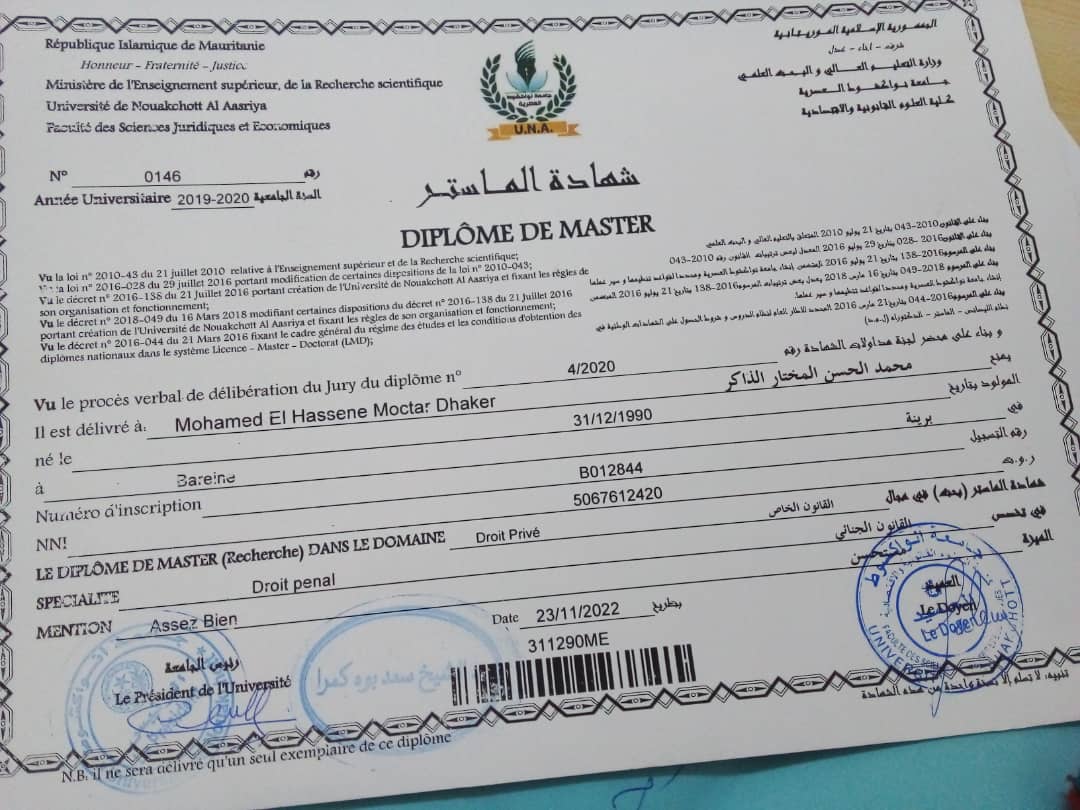 République Islamique de Mauritanie
Honneur – Fraternité – Justice
Ministère de l'Enseignement supérieur, de la Recherche scientifique
Université de Nouakchott Al Aasriya
Faculté des Sciences Juridiques et Economiques
الجمهورية الإسلامية الموريتانية
شرف - إخاء - عدل
وزارة التعليم العالي و البحث العلمي
جامعة نواكشوط العصرية
كلية العلوم القانونية والاقتصادية
جامعة نواكشوط العصرية
U.N.A.
N° 0146 رقم
Année Universitaire 2019-2020 السنة الجامعية
شهادة الماستر
DIPLÔME DE MASTER
Vu la loi n° 2010-43 du 21 juillet 2010 relative à l'Enseignement supérieur et de la Recherche scientifique;
la loi n° 2016-028 du 29 juillet 2016 portant modification de certaines dispositions de la loi n° 2010-043;
Vu le décret n° 2016-138 du 21 Juillet 2016 portant création de l'Université de Nouakchott Al Aasriya et fixant les règles de
son organisation et fonctionnement;
Vu le décret n° 2018-049 du 16 Mars 2018 modifiant certaines disposition du décret n° 2016-138 du 21 Juillet 2016
portant création de l'Université de Nouakchott Al Aasriya et fixant les règles de son organisation et fonctionnement;
Vu le décret n° 2016-044 du 21 Mars 2016 fixant le cadre général du régime des études et les conditions d'obtention des
diplômes nationaux dans le système Licence – Master – Doctorat (LMD);
بناء على القانون 2010-043 بتاريخ 21 يوليو 2010 المتعلق بالتعليم العالي و البحث العلمي
بناء على القانون 2016-028 بتاريخ 29 يوليو 2016 المعدل لبعض ترتيبات القانون رقم 2010-043
بناء على المرسوم 2016-138 بتاريخ 21 يوليو 2016 المتضمن إنشاء جامعة نواكشوط العصرية ومحددا لقواعد تنظيمها و سير عملها
بناء على المرسوم 2018-049 بتاريخ 16 مارس 2018 يعدل بعض ترتيبات المرسوم 2016-138 بتاريخ 21 يوليو 2016 المتضمن
إنشاء جامعة نواكشوط العصرية ومحددا لقواعد تنظيمها و سير عملها.
بناء على المرسوم 2016-044 بتاريخ 21 مارس 2016 المحدد للإطار العام لنظام الدروس و شروط الحصول على الشهادات الوطنية في
نظام الليسانس - الماستر - الدكتوراه (ل.م.د)
Vu le procès verbal de délibération du Jury du diplôme n° 4/2020 و بناء على محضر لجنة مداولات الشهادة رقم
Il est délivré à: Mohamed El Hassene Moctar Dhaker محمد الحسن المختار الذاكر يمنح
né le 31/12/1990 المولود بتاريخ
à Bareine برينة في
Numéro d'inscription B012844 رقم التسجيل
NNI 5067612420 ر.و.ت
LE DIPLÔME DE MASTER (Recherche) DANS LE DOMAINE Droit Privé القانون الخاص شهادة الماستر (بحث) في مجال
SPECIALITE Droit penal القانون الجنائي في تخصص
MENTION Assez Bien مستحسن الميزة
Date 23/11/2022 بتاريخ
311290ME
رئيس الجامعة
Le Président de l'Université
الشيخ سعد بوه كمرا
العميد
Le Doyen
Le Doyen
تنبيه: لا تسلم إلا نسخة واحدة من هذه الشهادة
N.B. il ne sera délivré qu'un seul exemplaire de ce diplôme